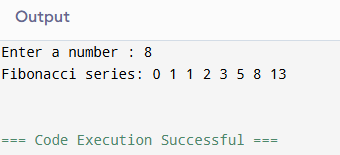 Output
Enter a number : 8
Fibonacci series: 0 1 1 2 3 5 8 13
=== Code Execution Successful ===